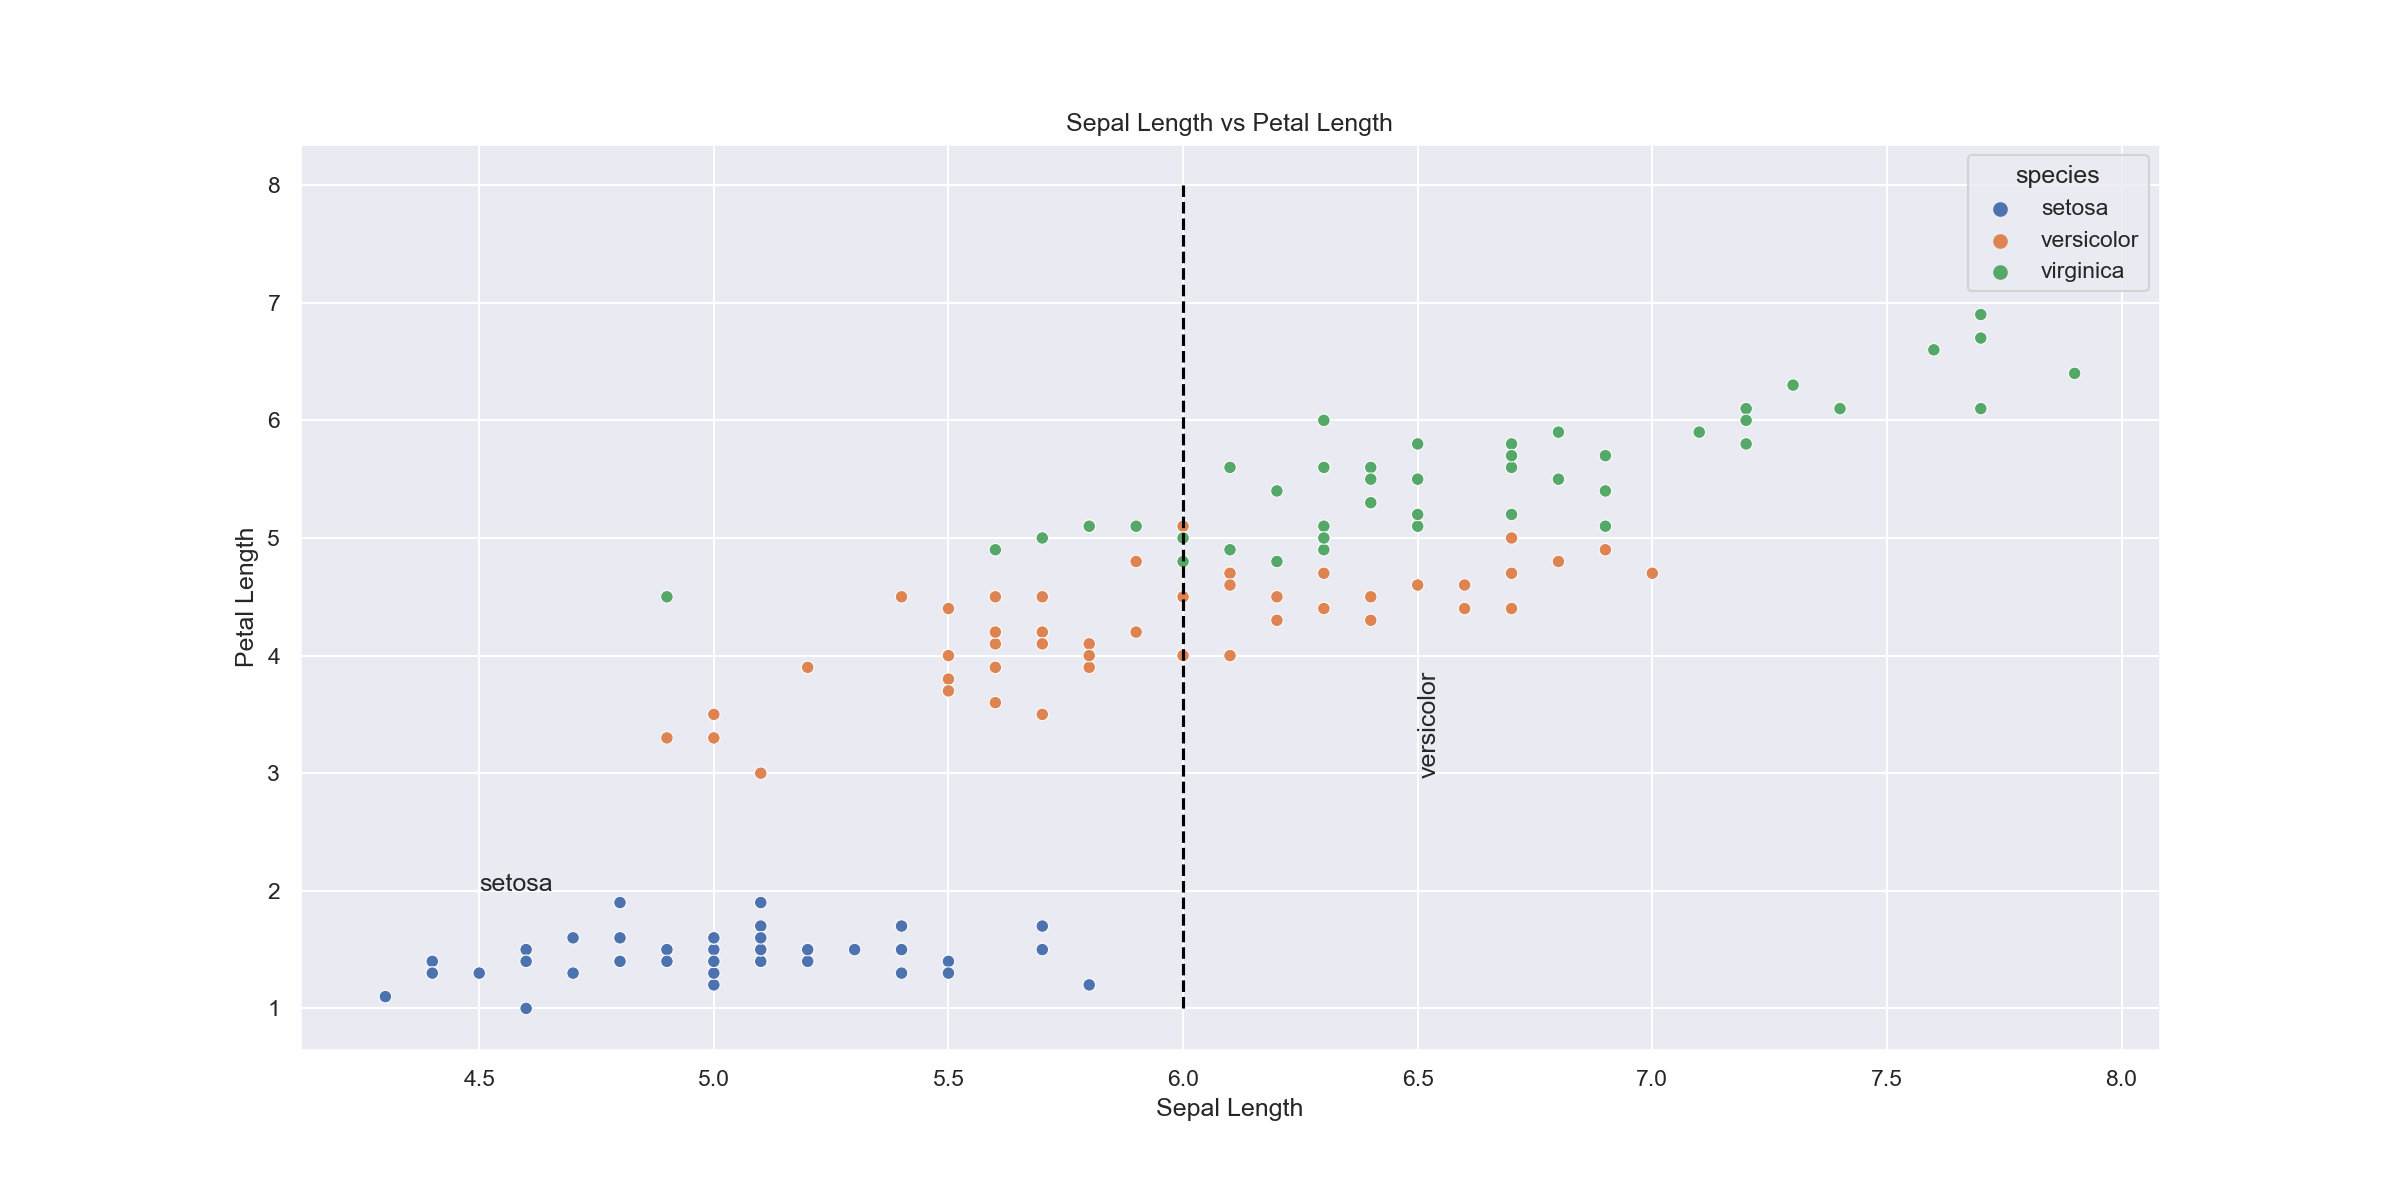 Sepal Length vs Petal Length
species
setosa
versicolor
virginica
8
7
6
5
4
3
2
1
Petal Length
versicolor
setosa
4.5 5.0 5.5 6.0 6.5 7.0 7.5 8.0
Sepal Length